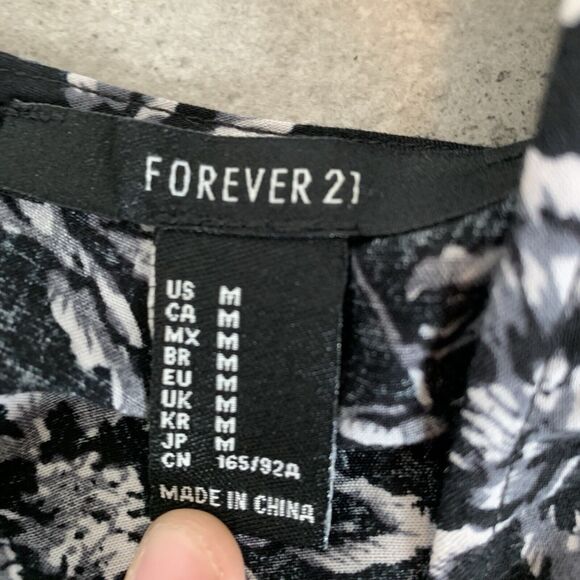 FOREVER 21
US M
CA M
MX M
BR M
EU M
UK M
KR M
JP M
CN 165/92A
MADE IN CHINA